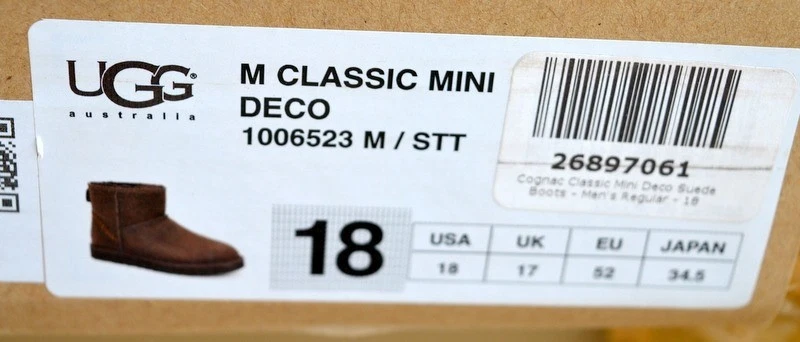 UGG®
australia
M CLASSIC MINI
DECO
1006523 M / STT
26897061
Cognac Classic Mini Deco Suede
Boots - Men's Regular - 18
18
USA UK EU JAPAN
18 17 52 34.5